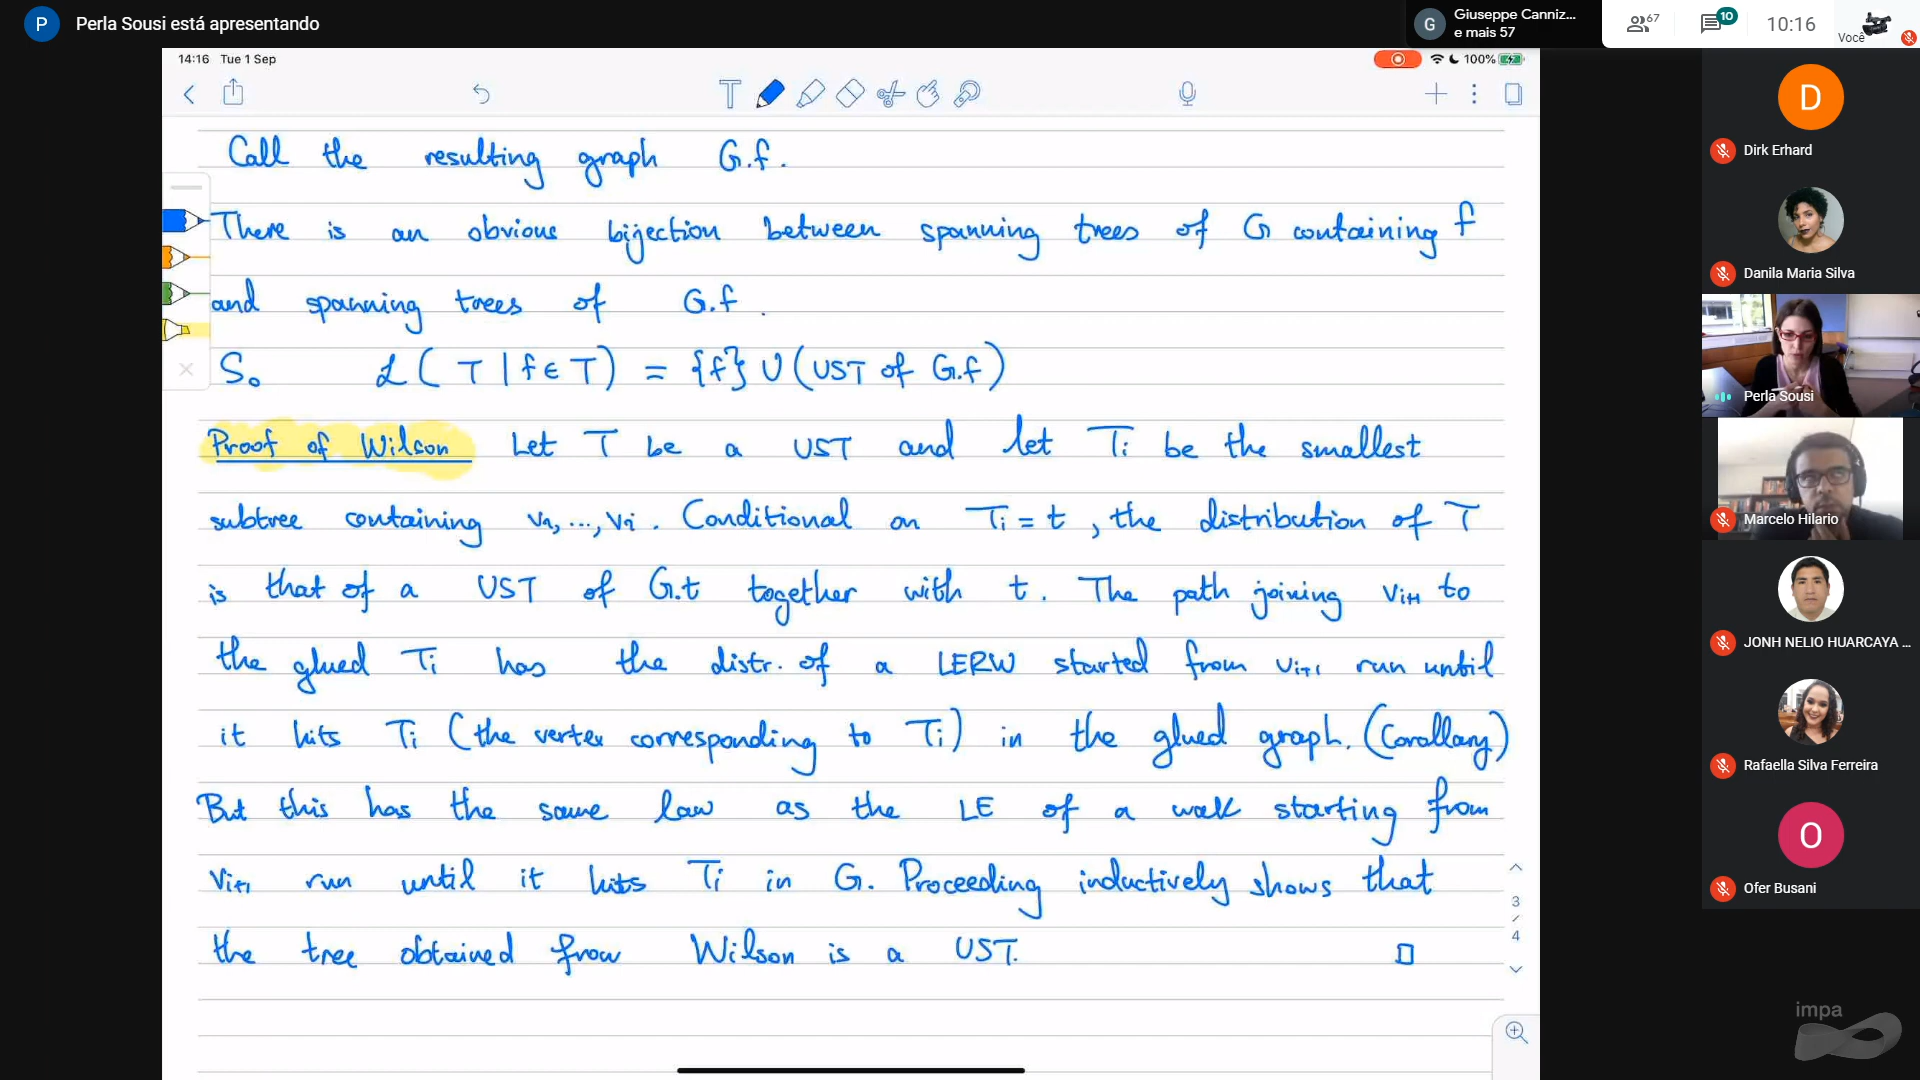 P Perla Sousi está apresentando
G Giuseppe Canniz...
e mais 57
67
10
10:16
Você
14:16 Tue 1 Sep
100%
Call the resulting graph G.f.
There is an obvious bijection between spanning trees of G containing f
and spanning trees of G.f.
So L(T|f∈T) = {f} ∪ (UST of G.f)
Proof of Wilson Let T be a UST and let Ti be the smallest
subtree containing v1,...,vi. Conditional on Ti=t, the distribution of T
is that of a UST of G.t together with t. The path joining vi+1 to
the glued Ti has the distr. of a LERW started from vi+1 run until
it hits Ti (the vertex corresponding to Ti) in the glued graph. (Corollary)
But this has the same law as the LE of a walk starting from
vi+1 run until it hits Ti in G. Proceeding inductively shows that
the tree obtained from Wilson is a UST. □
3
/
4
D
Dirk Erhard
Danila Maria Silva
Perla Sousi
Marcelo Hilario
JONH NELIO HUARCAYA ...
Rafaella Silva Ferreira
O
Ofer Busani
impa